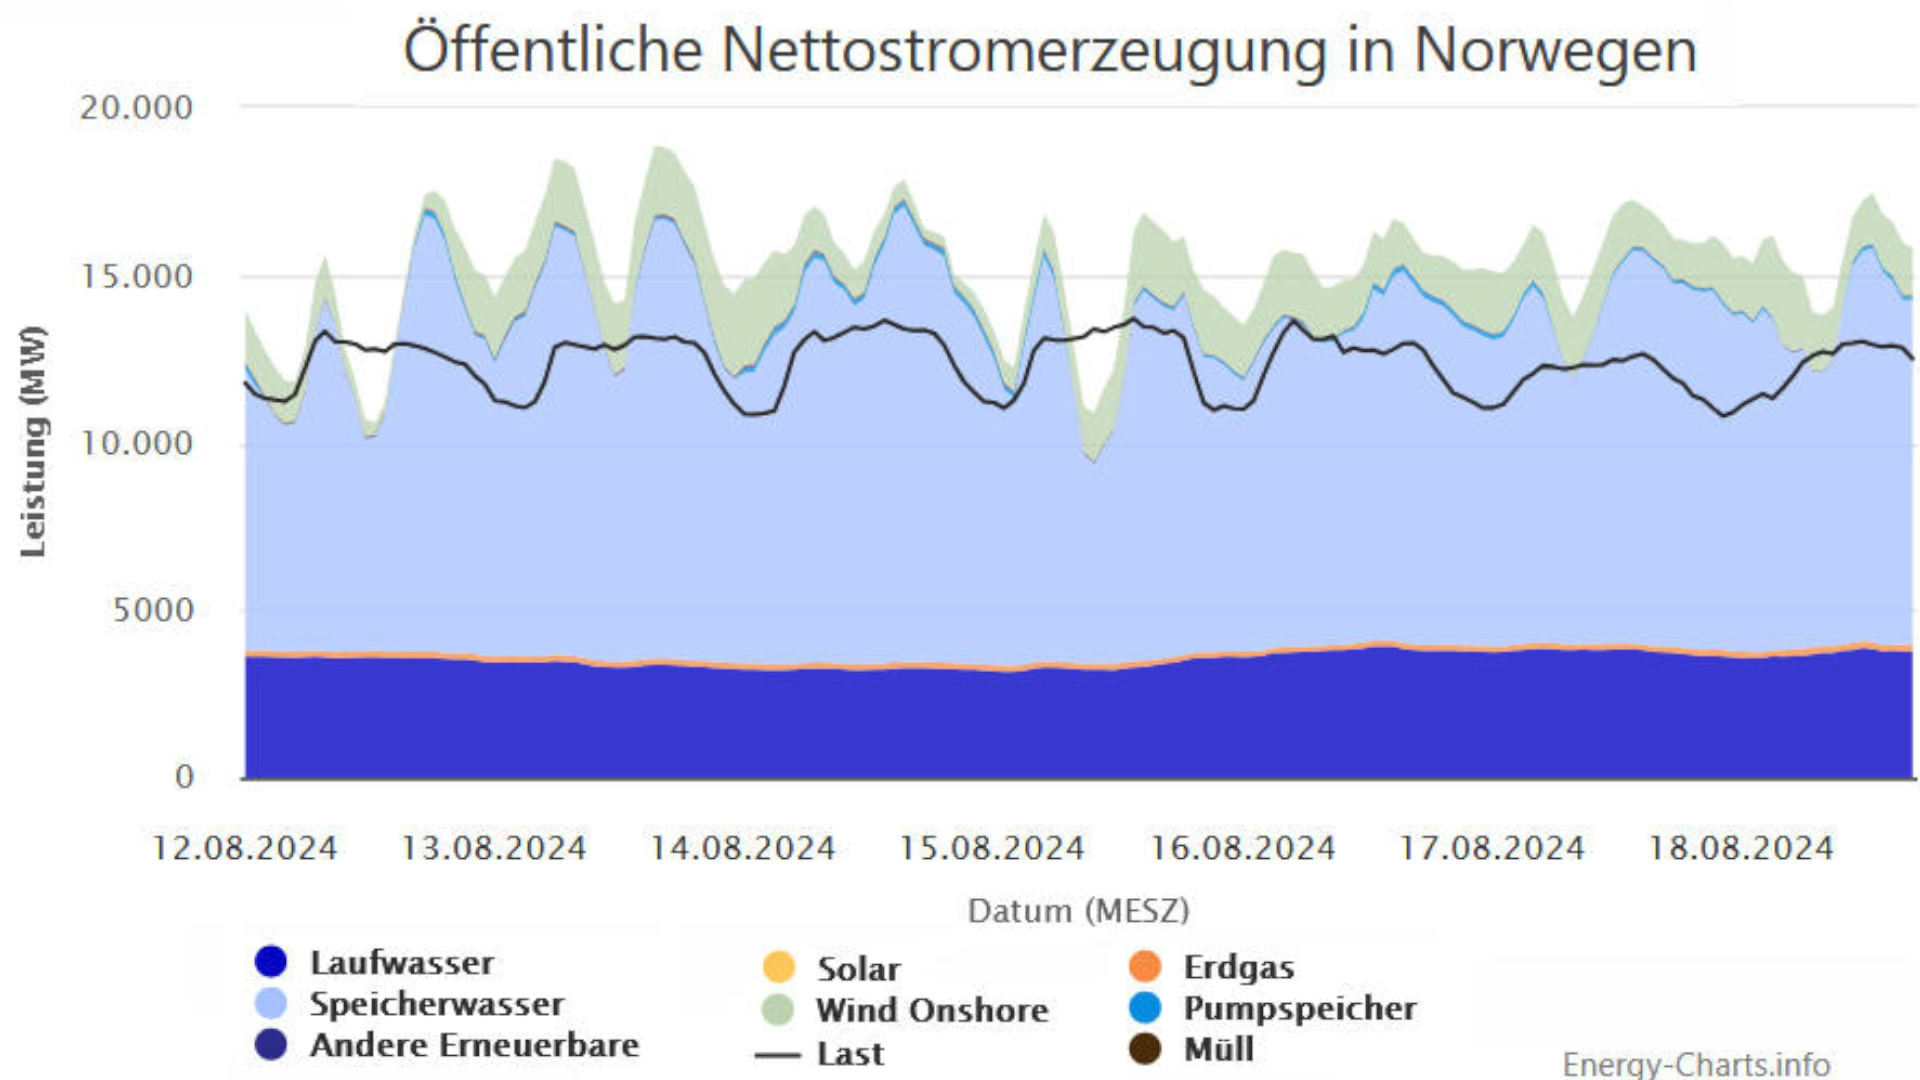 Öffentliche Nettostromerzeugung in Norwegen
20.000
15.000
10.000
5000
0
Leistung (MW)
12.08.2024 13.08.2024 14.08.2024 15.08.2024 16.08.2024 17.08.2024 18.08.2024
Datum (MESZ)
Laufwasser Solar Erdgas
Speicherwasser Wind Onshore Pumpspeicher
Andere Erneuerbare Last Müll
Energy-Charts.info